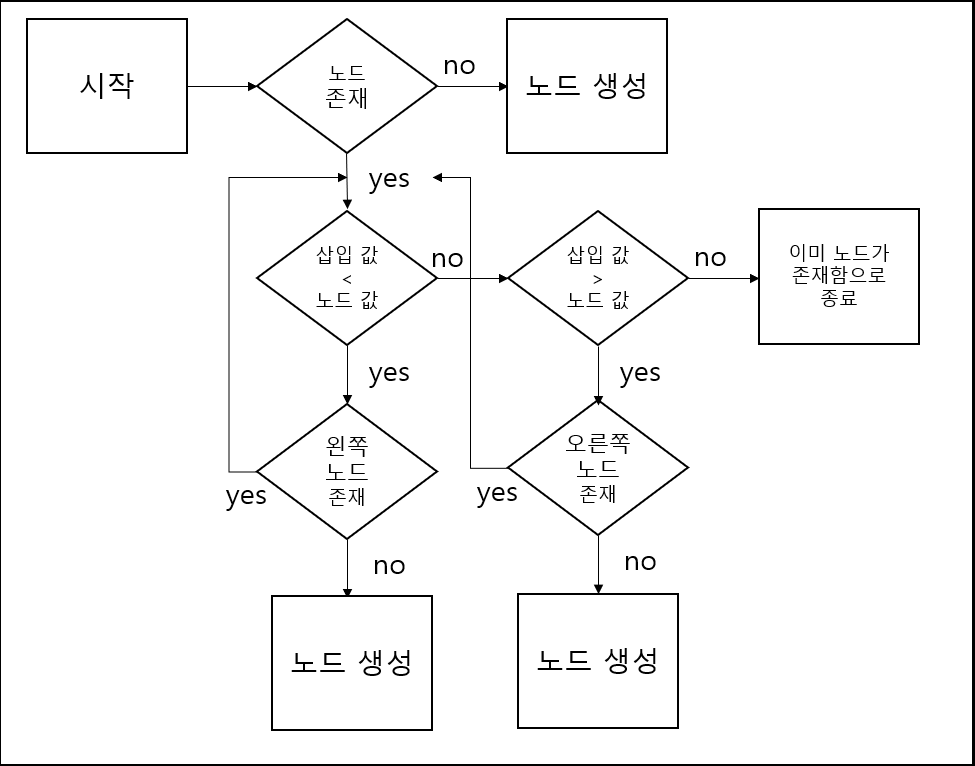 시작
노드
존재
no
노드 생성
yes
삽입 값
<
노드 값
no
삽입 값
>
노드 값
no
이미 노드가
존재함으로
종료
yes
yes
왼쪽
노드
존재
yes
오른쪽
노드
존재
yes
no
no
노드 생성
노드 생성